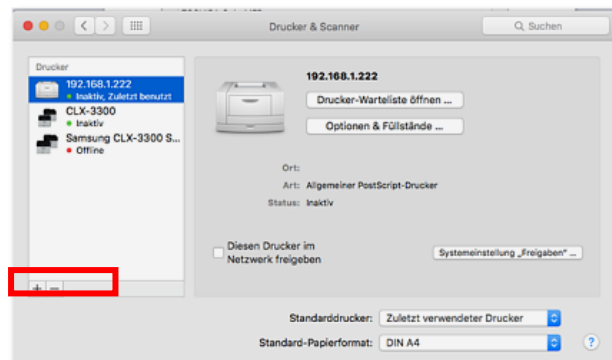 Drucker & Scanner
Suchen
Drucker
192.168.1.222
Inaktiv, Zuletzt benutzt
CLX-3300
Inaktiv
Samsung CLX-3300 S...
Offline
+ −
192.168.1.222
Drucker-Warteliste öffnen ...
Optionen & Füllstände ...
Ort:
Art: Allgemeiner PostScript-Drucker
Status: Inaktiv
Diesen Drucker im
Netzwerk freigeben
Systemeinstellung „Freigaben“ ...
Standarddrucker: Zuletzt verwendeter Drucker
Standard-Papierformat: DIN A4
?